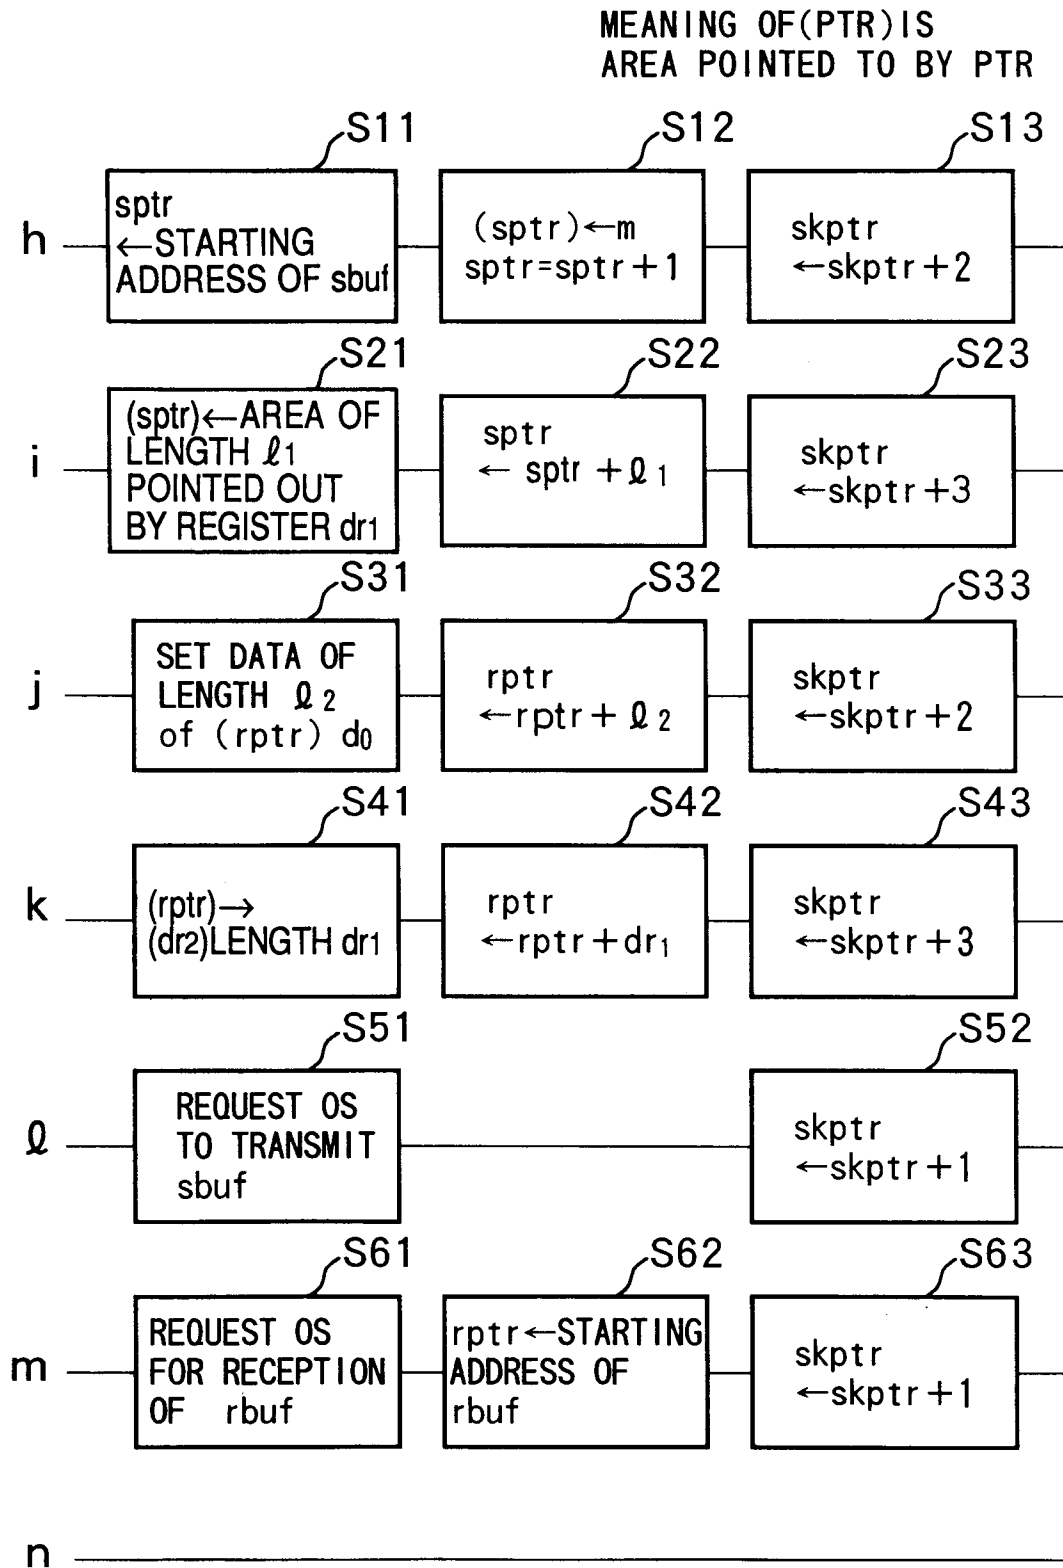 MEANING OF(PTR)IS
AREA POINTED TO BY PTR
S11
S12
S13
h
sptr
←STARTING
ADDRESS OF sbuf
(sptr)←m
sptr=sptr+1
skptr
←skptr+2
S21
S22
S23
i
(sptr)←AREA OF
LENGTH ℓ1
POINTED OUT
BY REGISTER dr1
sptr
← sptr+ℓ1
skptr
←skptr+3
S31
S32
S33
j
SET DATA OF
LENGTH ℓ2
of (rptr) d0
rptr
←rptr+ℓ2
skptr
←skptr+2
S41
S42
S43
k
(rptr)→
(dr2)LENGTH dr1
rptr
←rptr+dr1
skptr
←skptr+3
S51
S52
ℓ
REQUEST OS
TO TRANSMIT
sbuf
skptr
←skptr+1
S61
S62
S63
m
REQUEST OS
FOR RECEPTION
OF rbuf
rptr←STARTING
ADDRESS OF
rbuf
skptr
←skptr+1
n